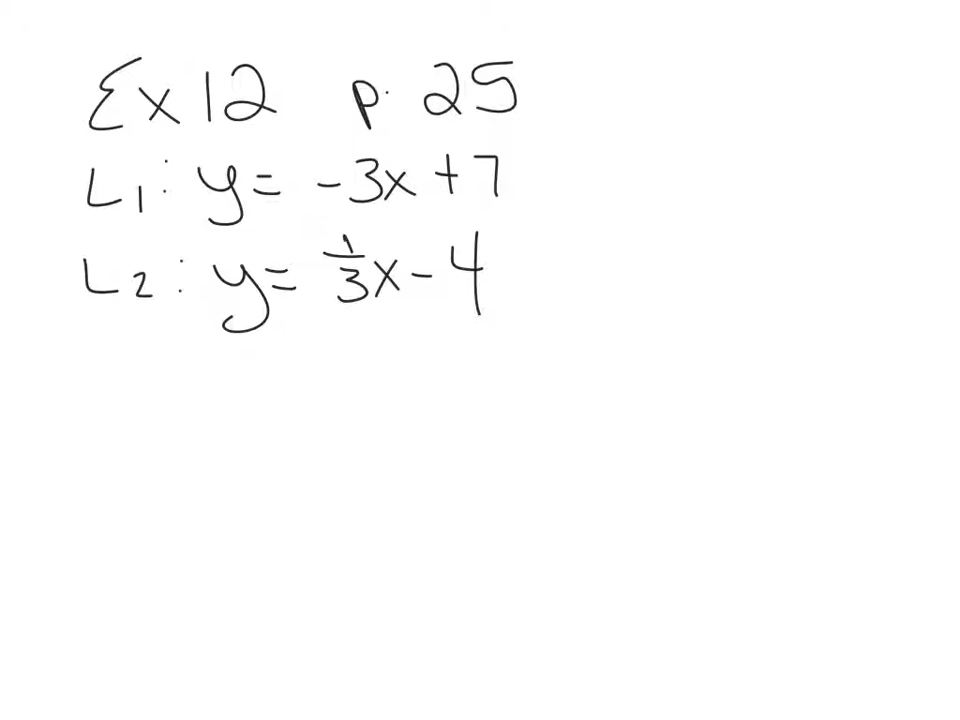 Ex 12 p. 25
L1: y = -3x + 7
L2: y = 1/3x - 4